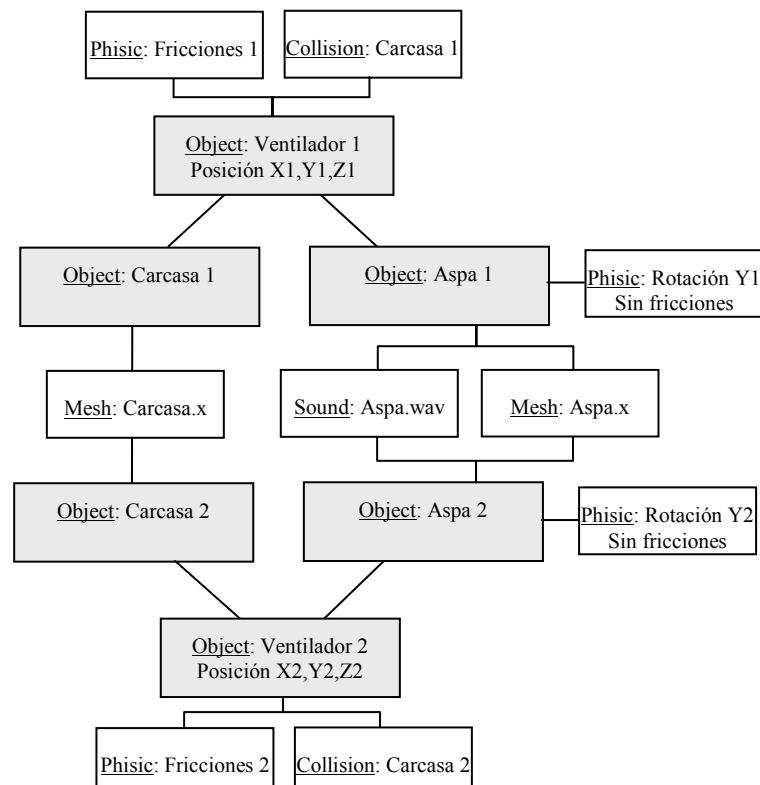 Phisic: Fricciones 1
Collision: Carcasa 1
Object: Ventilador 1
Posición X1,Y1,Z1
Object: Carcasa 1
Object: Aspa 1
Phisic: Rotación Y1
Sin fricciones
Mesh: Carcasa.x
Sound: Aspa.wav
Mesh: Aspa.x
Object: Carcasa 2
Object: Aspa 2
Phisic: Rotación Y2
Sin fricciones
Object: Ventilador 2
Posición X2,Y2,Z2
Phisic: Fricciones 2
Collision: Carcasa 2